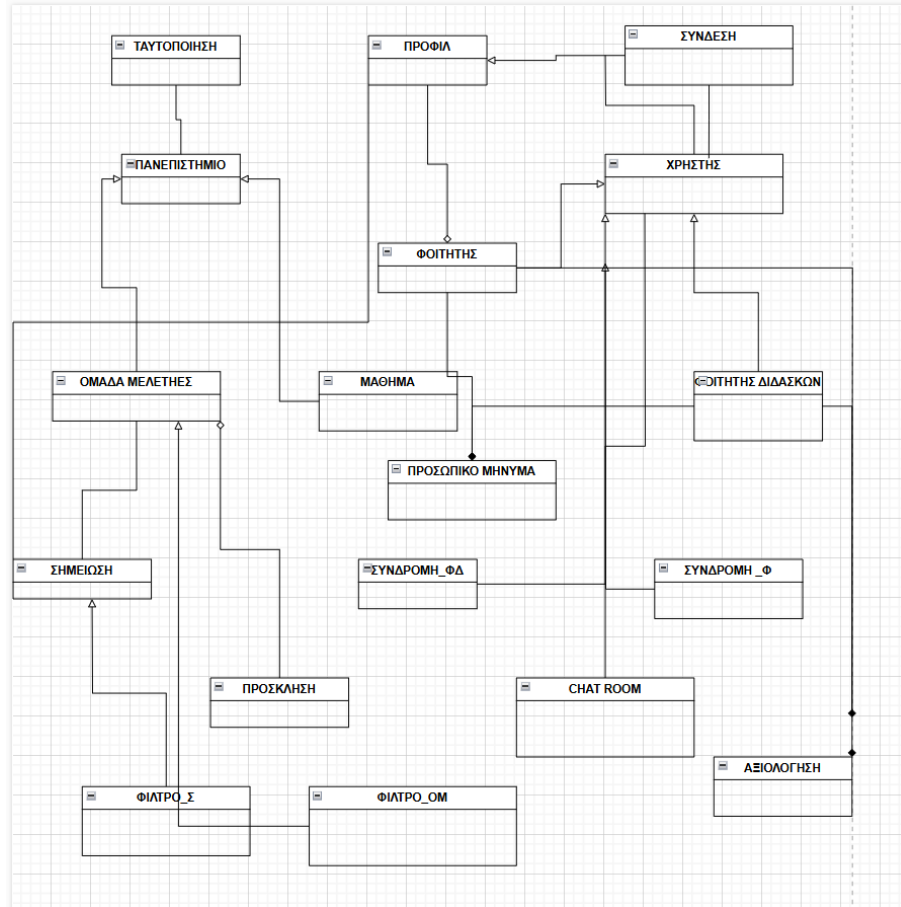 ΤΑΥΤΟΠΟΙΗΣΗ
ΠΡΟΦΙΛ
ΣΥΝΔΕΣΗ
ΠΑΝΕΠΙΣΤΗΜΙΟ
ΧΡΗΣΤΗΣ
ΦΟΙΤΗΤΗΣ
ΟΜΑΔΑ ΜΕΛΕΤΗΕΣ
ΜΑΘΗΜΑ
ΦΟΙΤΗΤΗΣ ΔΙΔΑΣΚΩΝ
ΠΡΟΣΩΠΙΚΟ ΜΗΝΥΜΑ
ΣΗΜΕΙΩΣΗ
ΣΥΝΔΡΟΜΗ_ΦΔ
ΣΥΝΔΡΟΜΗ _Φ
ΠΡΟΣΚΛΗΣΗ
CHAT ROOM
ΑΞΙΟΛΟΓΗΣΗ
ΦΙΛΤΡΟ_Σ
ΦΙΛΤΡΟ_ΟΜ